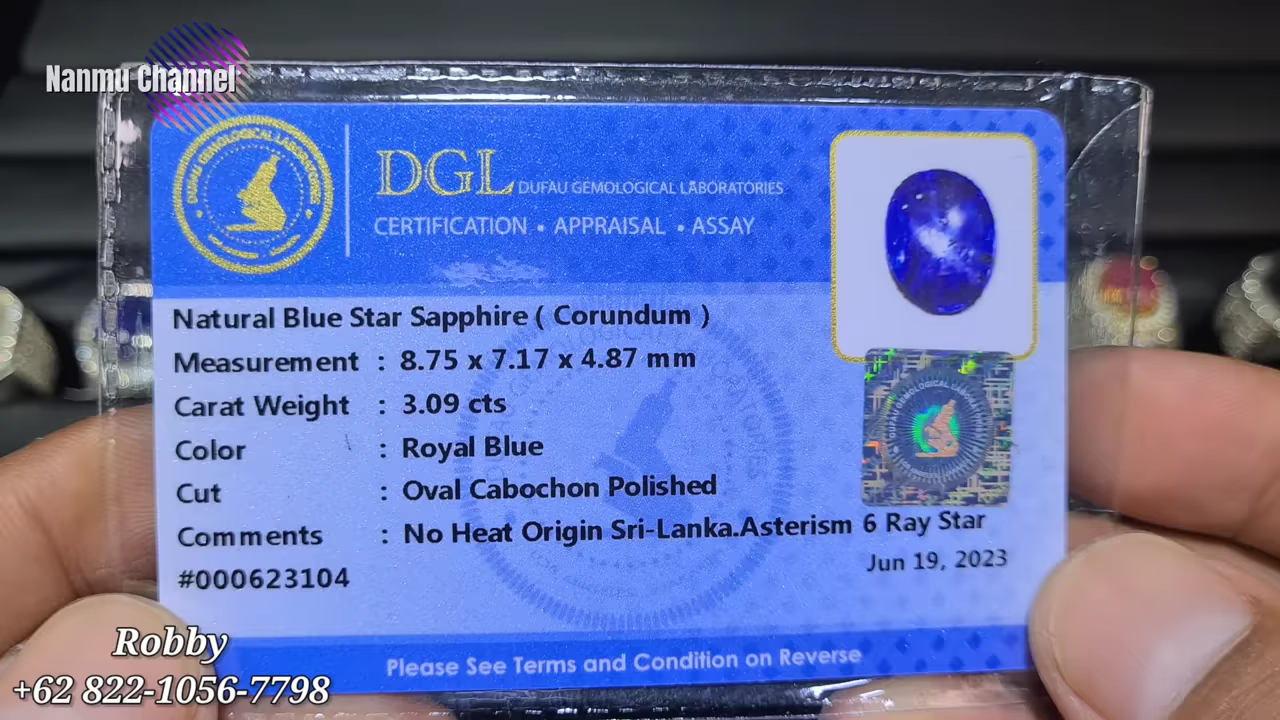 Nanmu Channel
DUFAU GEMOLOGICAL LABORATORIES
DGL DUFAU GEMOLOGICAL LABORATORIES
CERTIFICATION • APPRAISAL • ASSAY
Natural Blue Star Sapphire ( Corundum )
Measurement : 8.75 x 7.17 x 4.87 mm
Carat Weight : 3.09 cts
Color : Royal Blue
Cut : Oval Cabochon Polished
Comments : No Heat Origin Sri-Lanka.Asterism 6 Ray Star
#000623104
Jun 19, 2023
Please See Terms and Condition on Reverse
Robby
+62 822-1056-7798